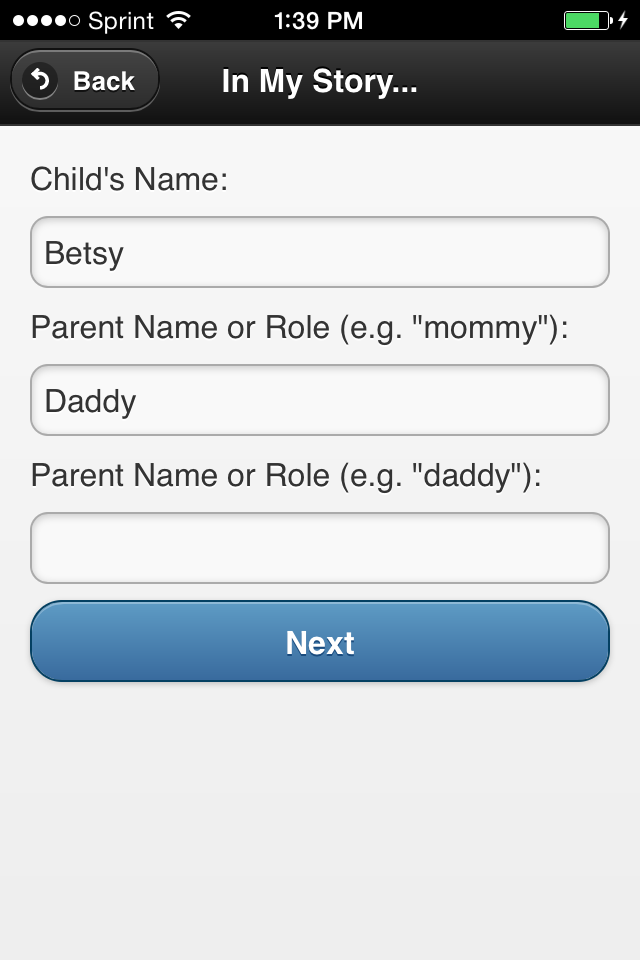 Sprint 1:39 PM
Back In My Story...
Child's Name:
Betsy
Parent Name or Role (e.g. "mommy"):
Daddy
Parent Name or Role (e.g. "daddy"):
Next